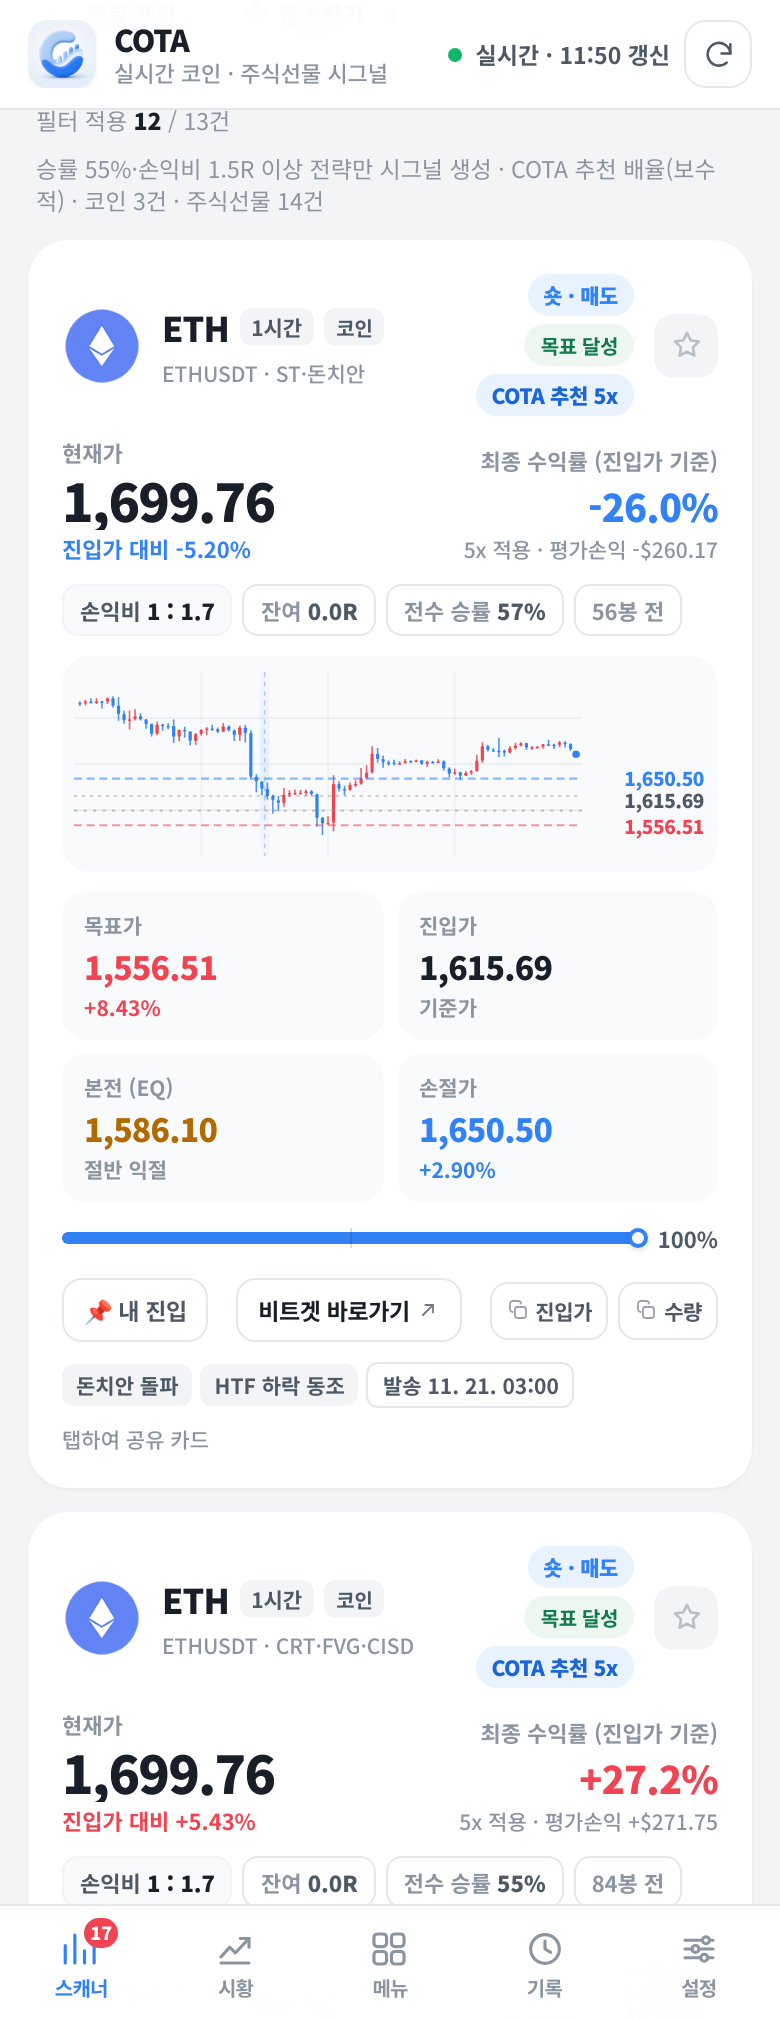 COTA
실시간 코인 · 주식선물 시그널
실시간 · 11:50 갱신
필터 적용 12 / 13건
승률 55%·손익비 1.5R 이상 전략만 시그널 생성 · COTA 추천 배율(보수
적) · 코인 3건 · 주식선물 14건
숏 · 매도
ETH 1시간 코인
목표 달성
ETHUSDT · ST·돈치안
COTA 추천 5x
현재가
최종 수익률 (진입가 기준)
1,699.76
-26.0%
진입가 대비 -5.20%
5x 적용 · 평가손익 -$260.17
손익비 1 : 1.7
잔여 0.0R
전수 승률 57%
56봉 전
1,650.50
1,615.69
1,556.51
목표가
1,556.51
+8.43%
진입가
1,615.69
기준가
본전 (EQ)
1,586.10
절반 익절
손절가
1,650.50
+2.90%
100%
📌 내 진입
비트겟 바로가기 ↗
진입가
수량
돈치안 돌파
HTF 하락 동조
발송 11. 21. 03:00
탭하여 공유 카드
숏 · 매도
ETH 1시간 코인
목표 달성
ETHUSDT · CRT·FVG·CISD
COTA 추천 5x
현재가
최종 수익률 (진입가 기준)
1,699.76
+27.2%
진입가 대비 +5.43%
5x 적용 · 평가손익 +$271.75
손익비 1 : 1.7
잔여 0.0R
전수 승률 55%
84봉 전
17
스캐너
시황
메뉴
기록
설정